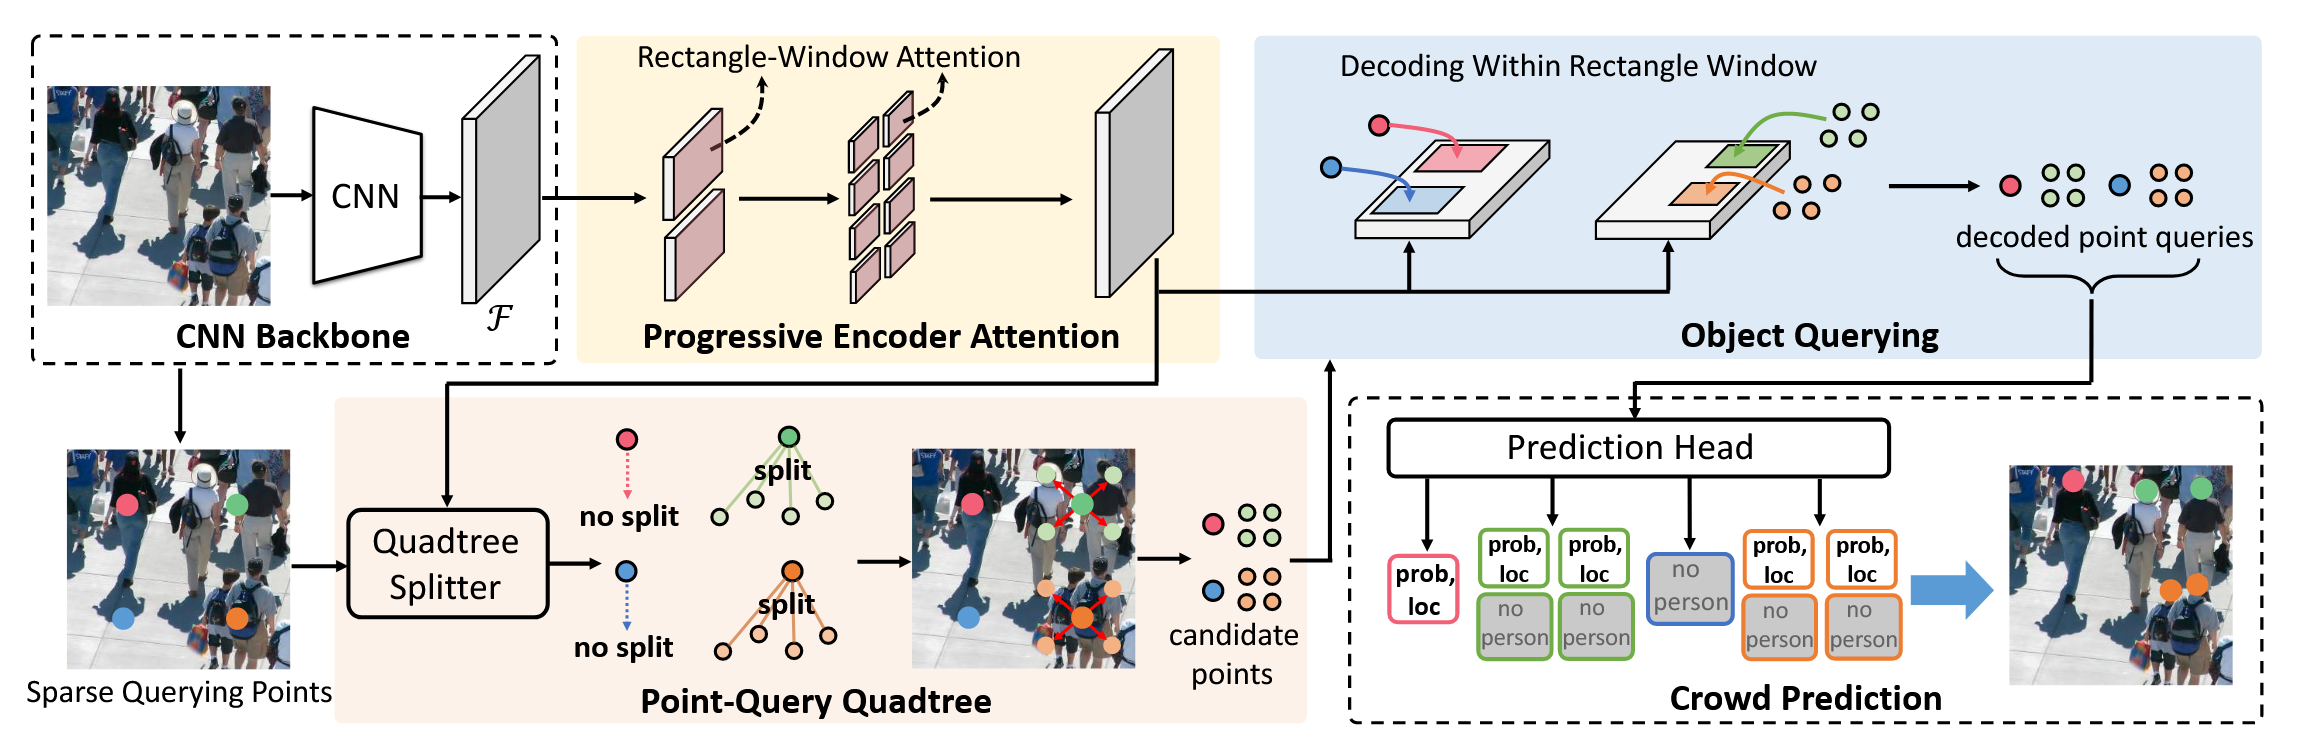 CNN
ℱ
CNN Backbone
Rectangle-Window Attention
Progressive Encoder Attention
Decoding Within Rectangle Window
decoded point queries
Object Querying
Sparse Querying Points
Quadtree
Splitter
no split
split
no split
split
candidate
points
Point-Query Quadtree
Prediction Head
prob,
loc
prob,
loc
no
person
prob,
loc
no
person
no
person
prob,
loc
no
person
prob,
loc
no
person
Crowd Prediction